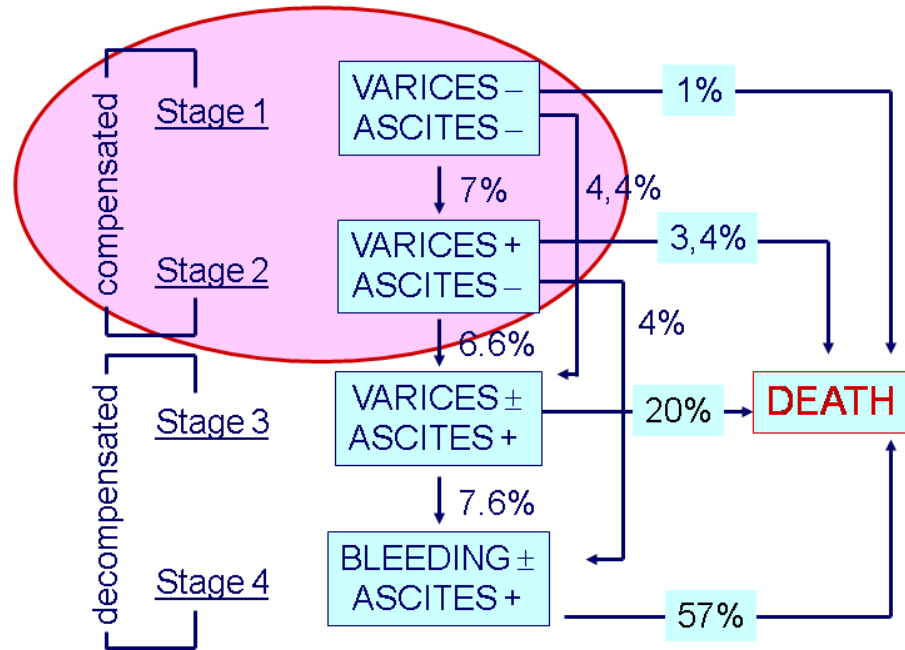 compensated
Stage 1
VARICES –
ASCITES –
1%
7%
4,4%
Stage 2
VARICES +
ASCITES –
3,4%
4%
6.6%
decompensated
Stage 3
VARICES ±
ASCITES +
20%
DEATH
7.6%
Stage 4
BLEEDING ±
ASCITES +
57%